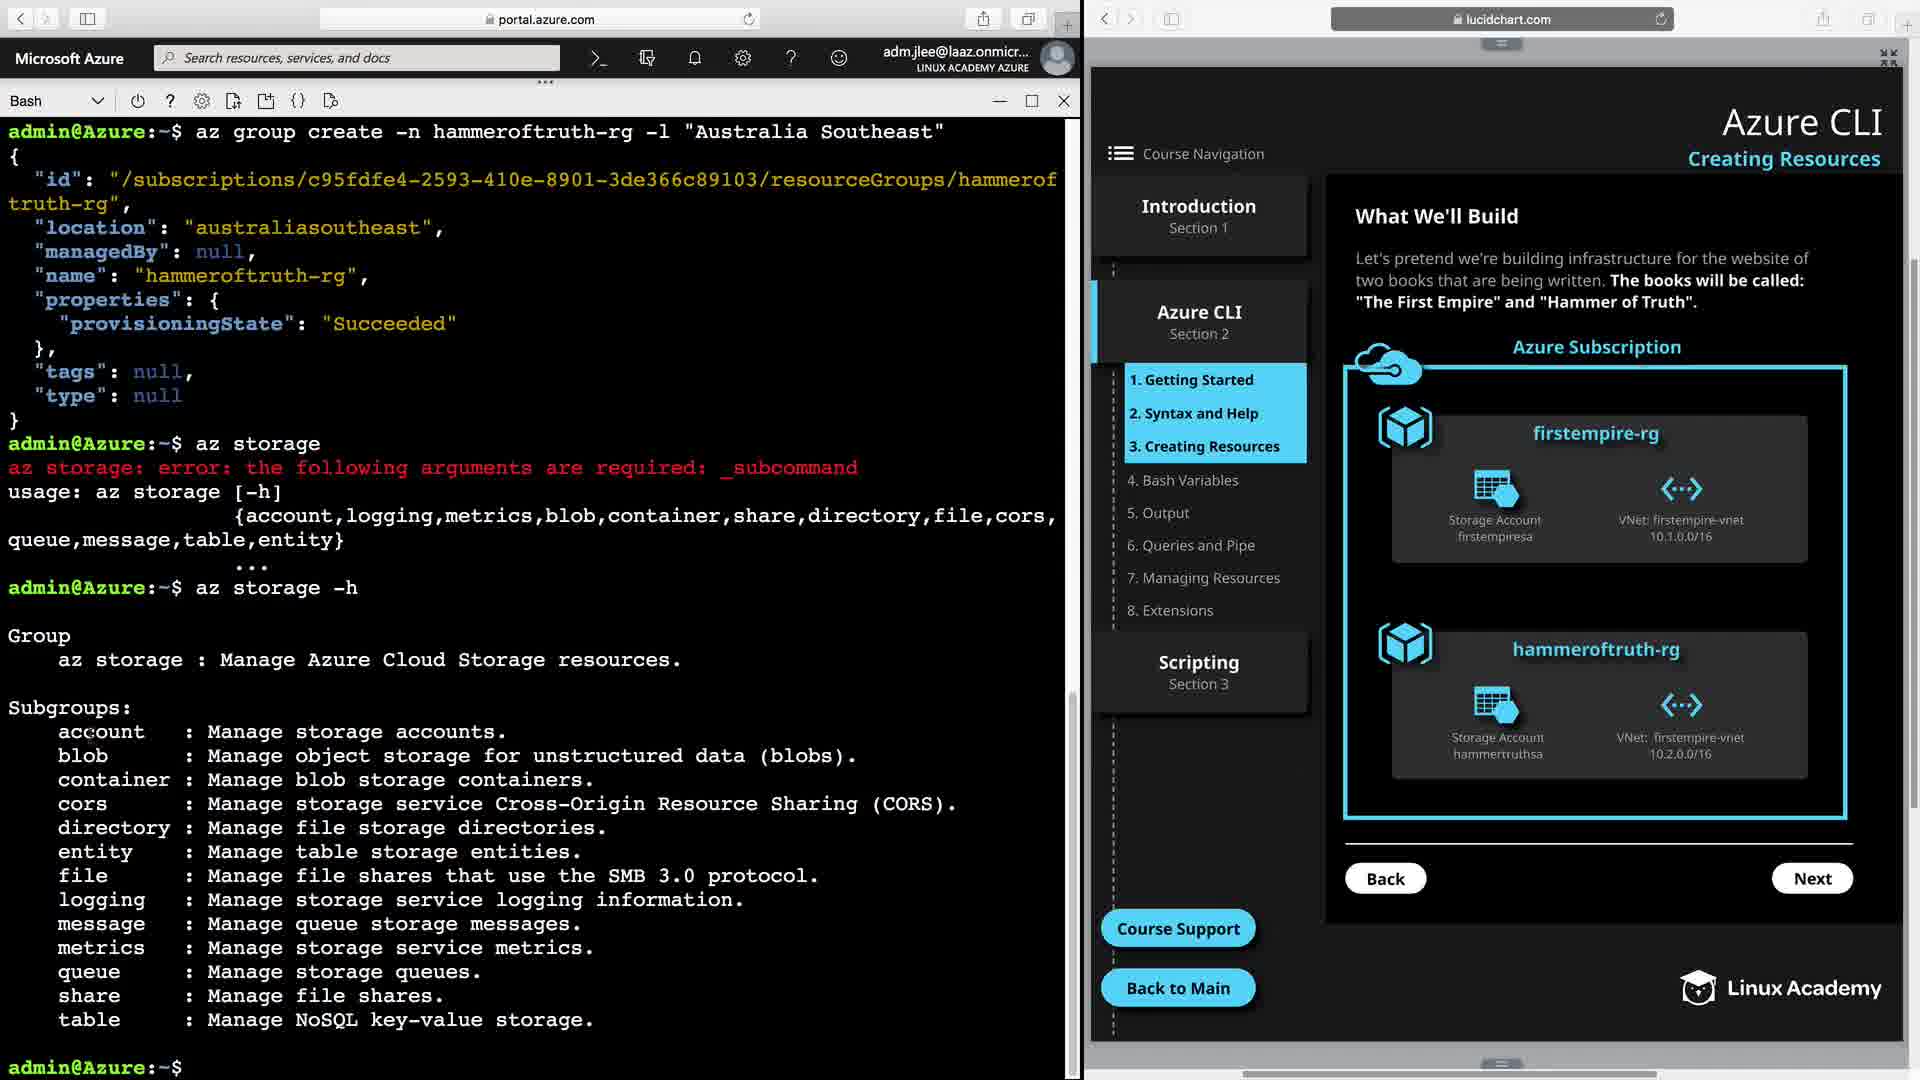 portal.azure.com
Microsoft Azure
Search resources, services, and docs
adm.jlee@laaz.onmicr...
LINUX ACADEMY AZURE
Bash
admin@Azure:~$ az group create -n hammeroftruth-rg -l "Australia Southeast"
{
"id": "/subscriptions/c95fdfe4-2593-410e-8901-3de366c89103/resourceGroups/hammerof
truth-rg",
"location": "australiasoutheast",
"managedBy": null,
"name": "hammeroftruth-rg",
"properties": {
"provisioningState": "Succeeded"
},
"tags": null,
"type": null
}
admin@Azure:~$ az storage
az storage: error: the following arguments are required: _subcommand
usage: az storage [-h]
{account,logging,metrics,blob,container,share,directory,file,cors,
queue,message,table,entity}
...
admin@Azure:~$ az storage -h
Group
az storage : Manage Azure Cloud Storage resources.
Subgroups:
account : Manage storage accounts.
blob : Manage object storage for unstructured data (blobs).
container : Manage blob storage containers.
cors : Manage storage service Cross-Origin Resource Sharing (CORS).
directory : Manage file storage directories.
entity : Manage table storage entities.
file : Manage file shares that use the SMB 3.0 protocol.
logging : Manage storage service logging information.
message : Manage queue storage messages.
metrics : Manage storage service metrics.
queue : Manage storage queues.
share : Manage file shares.
table : Manage NoSQL key-value storage.
admin@Azure:~$
lucidchart.com
Azure CLI
Creating Resources
Course Navigation
Introduction
Section 1
Azure CLI
Section 2
1. Getting Started
2. Syntax and Help
3. Creating Resources
4. Bash Variables
5. Output
6. Queries and Pipe
7. Managing Resources
8. Extensions
Scripting
Section 3
Course Support
Back to Main
What We'll Build
Let's pretend we're building infrastructure for the website of
two books that are being written. The books will be called:
"The First Empire" and "Hammer of Truth".
Azure Subscription
firstempire-rg
Storage Account
firstempiresa
VNet: firstempire-vnet
10.1.0.0/16
hammeroftruth-rg
Storage Account
hammertruthsa
VNet: firstempire-vnet
10.2.0.0/16
Back
Next
Linux Academy